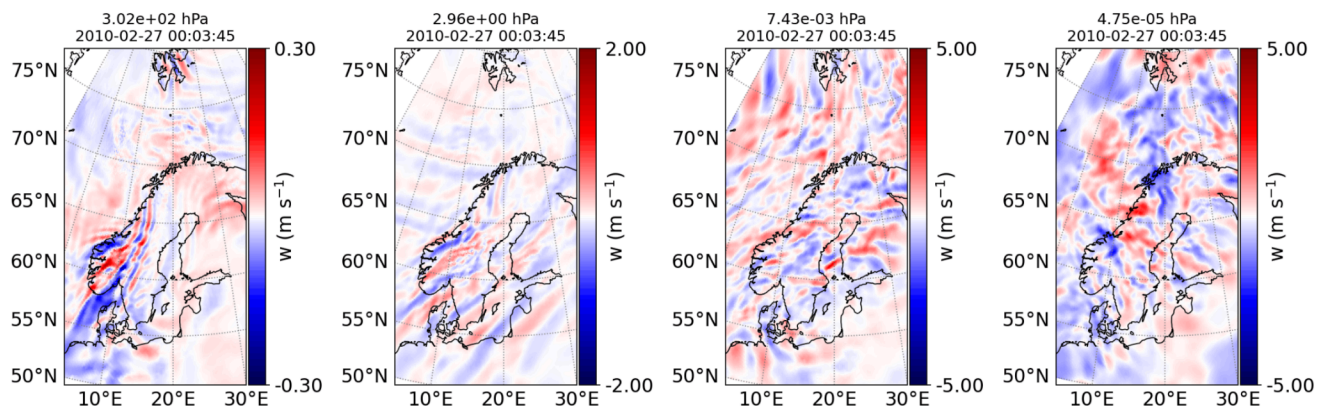 3.02e+02 hPa
2010-02-27 00:03:45
75°N
70°N
65°N
60°N
55°N
50°N
10°E 20°E 30°E
0.30
-0.30
w (m s⁻¹)
2.96e+00 hPa
2010-02-27 00:03:45
75°N
70°N
65°N
60°N
55°N
50°N
10°E 20°E 30°E
2.00
-2.00
w (m s⁻¹)
7.43e-03 hPa
2010-02-27 00:03:45
75°N
70°N
65°N
60°N
55°N
50°N
10°E 20°E 30°E
5.00
-5.00
w (m s⁻¹)
4.75e-05 hPa
2010-02-27 00:03:45
75°N
70°N
65°N
60°N
55°N
50°N
10°E 20°E 30°E
5.00
-5.00
w (m s⁻¹)